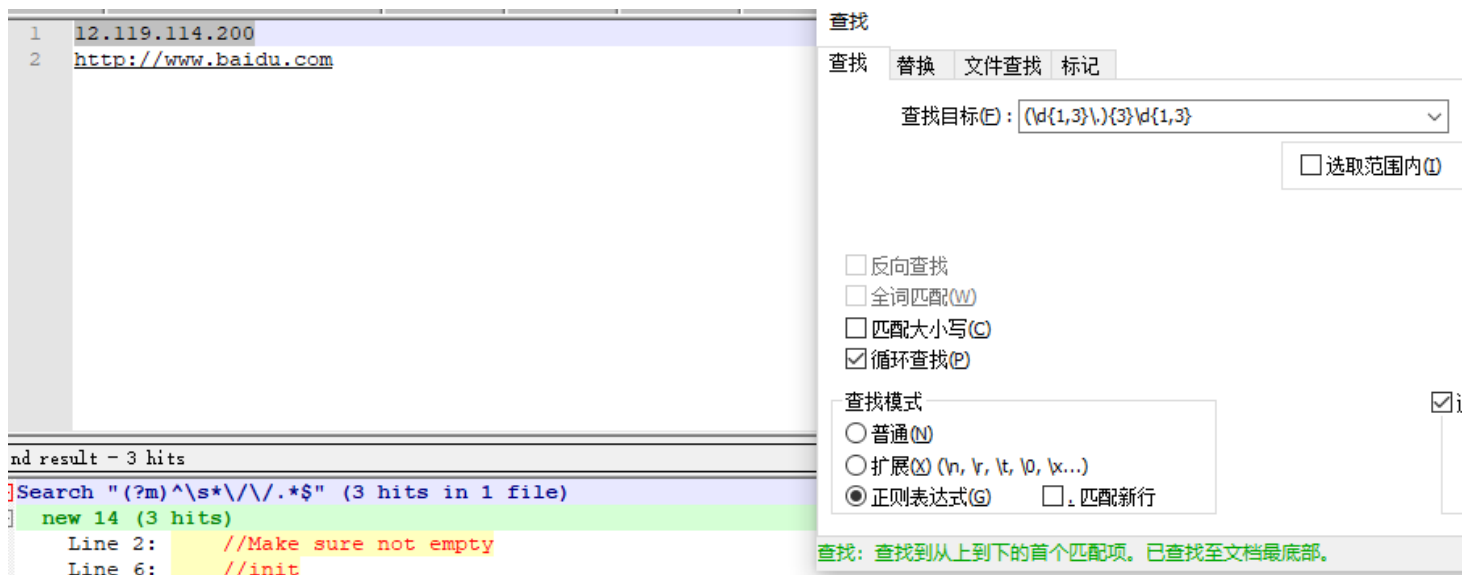 1 12.119.114.200
2 http://www.baidu.com
查找
查找 替换 文件查找 标记
查找目标(F)：(\d{1,3}\.){3}\d{1,3}
选取范围内(I)
反向查找
全词匹配(W)
匹配大小写(C)
循环查找(P)
查找模式
普通(N)
扩展(X) (\n, \r, \t, \0, \x...)
正则表达式(G) . 匹配新行
查找：查找到从上到下的首个匹配项。已查找至文档最底部。
nd result - 3 hits
Search "(?m)^\s*\/\/.*$" (3 hits in 1 file)
new 14 (3 hits)
Line 2: //Make sure not empty
Line 6: //init